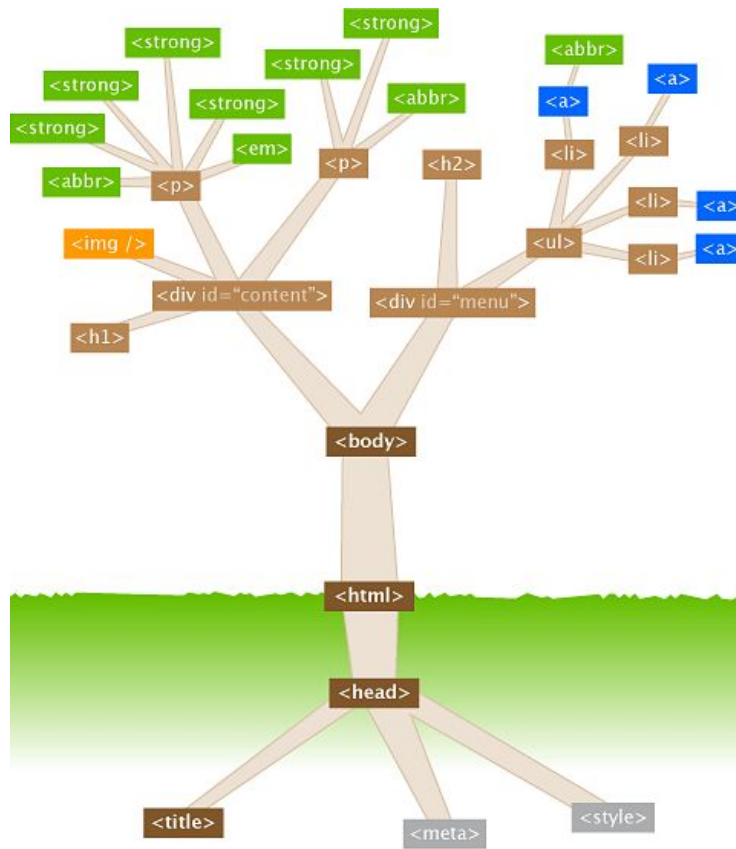 <strong>
<strong>
<abbr>
<strong>
<strong>
<a>
<strong>
<abbr>
<a>
<strong>
<strong>
<li>
<em>
<li>
<p>
<h2>
<abbr>
<p>
<li>
<a>
<img />
<ul>
<li>
<a>
<div id=“content”>
<div id=“menu”>
<h1>
<body>
<html>
<head>
<title>
<meta>
<style>